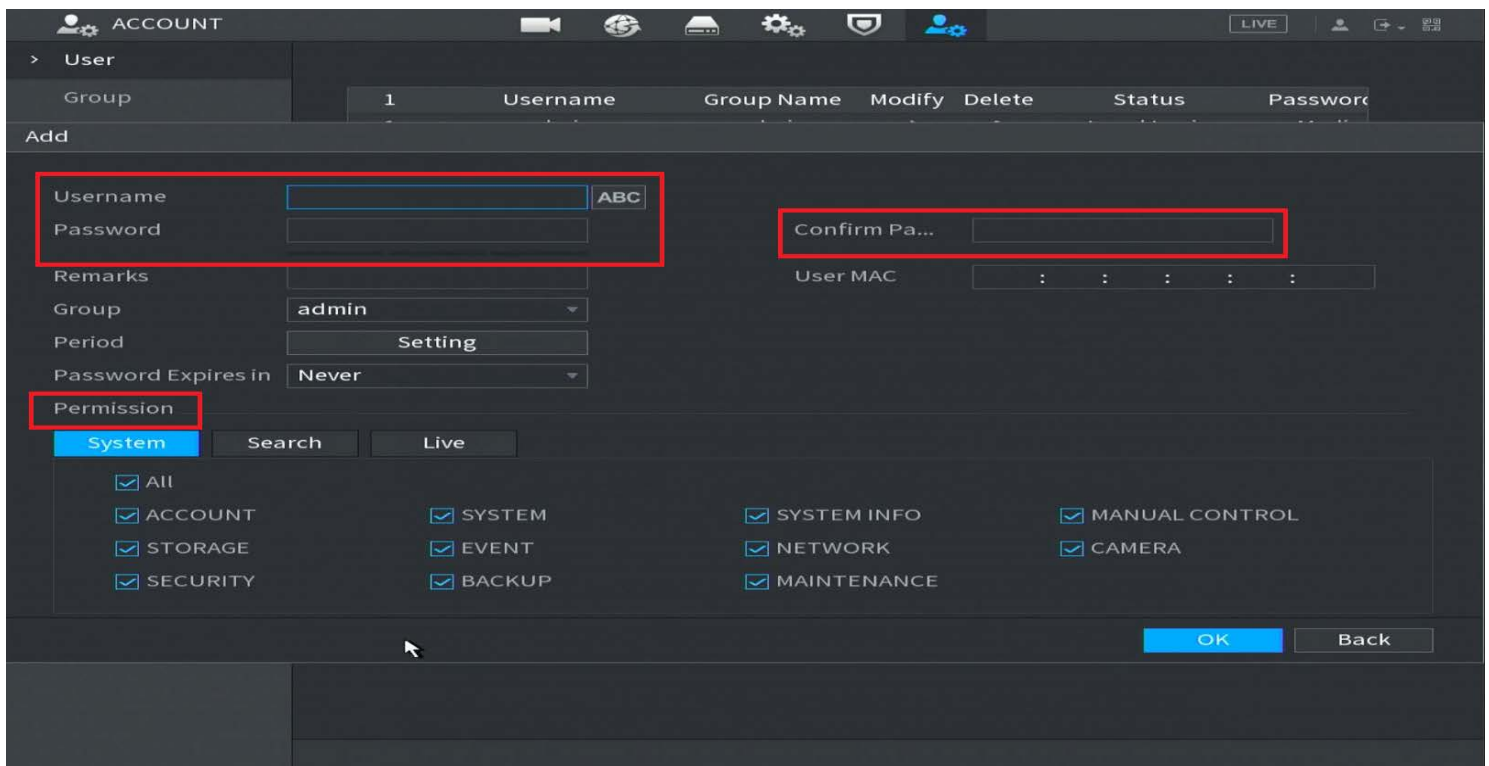 ACCOUNT LIVE
> User
Group
1 Username Group Name Modify Delete Status Passwor
Add
Username ABC
Password Confirm Pa...
Remarks User MAC : : : : :
Group admin
Period Setting
Password Expires in Never
Permission
System Search Live
All
ACCOUNT SYSTEM SYSTEM INFO MANUAL CONTROL
STORAGE EVENT NETWORK CAMERA
SECURITY BACKUP MAINTENANCE
OK Back